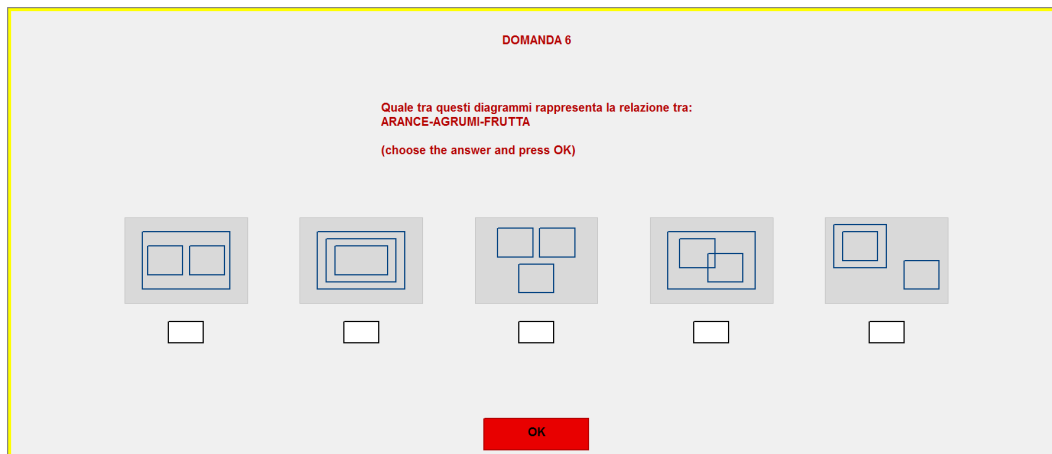 DOMANDA 6
Quale tra questi diagrammi rappresenta la relazione tra:
ARANCE-AGRUMI-FRUTTA
(choose the answer and press OK)
OK